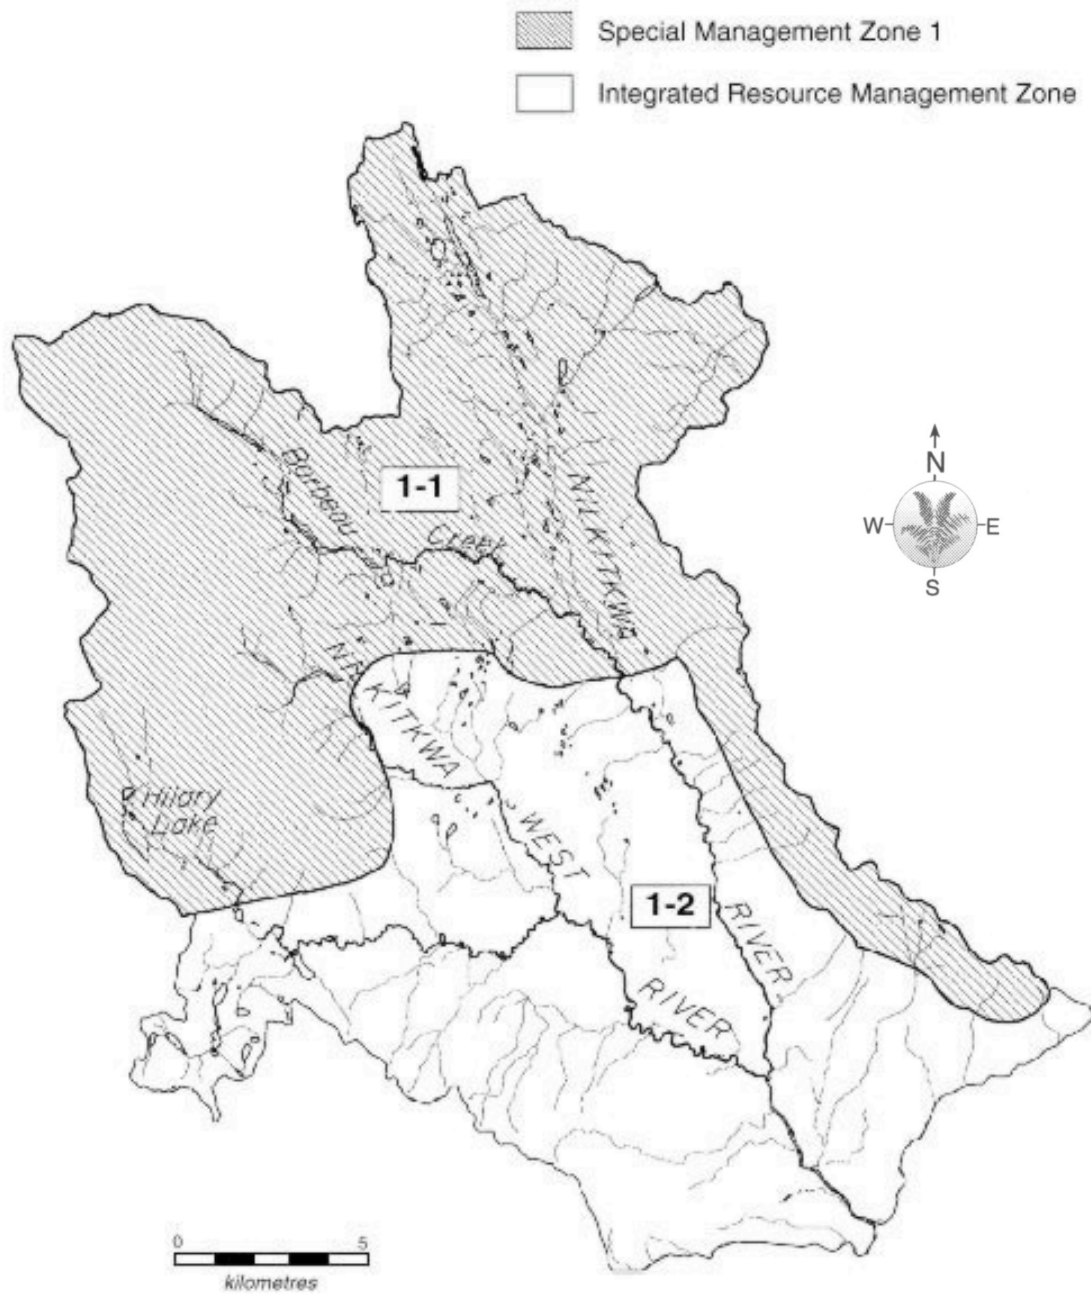 Special Management Zone 1
Integrated Resource Management Zone
N
W
E
S
1-1
Barbeau
Creek
NILKITKWA
RIVER
NILKITKWA
WEST
RIVER
1-2
Hilary
Lake
0
5
kilometres